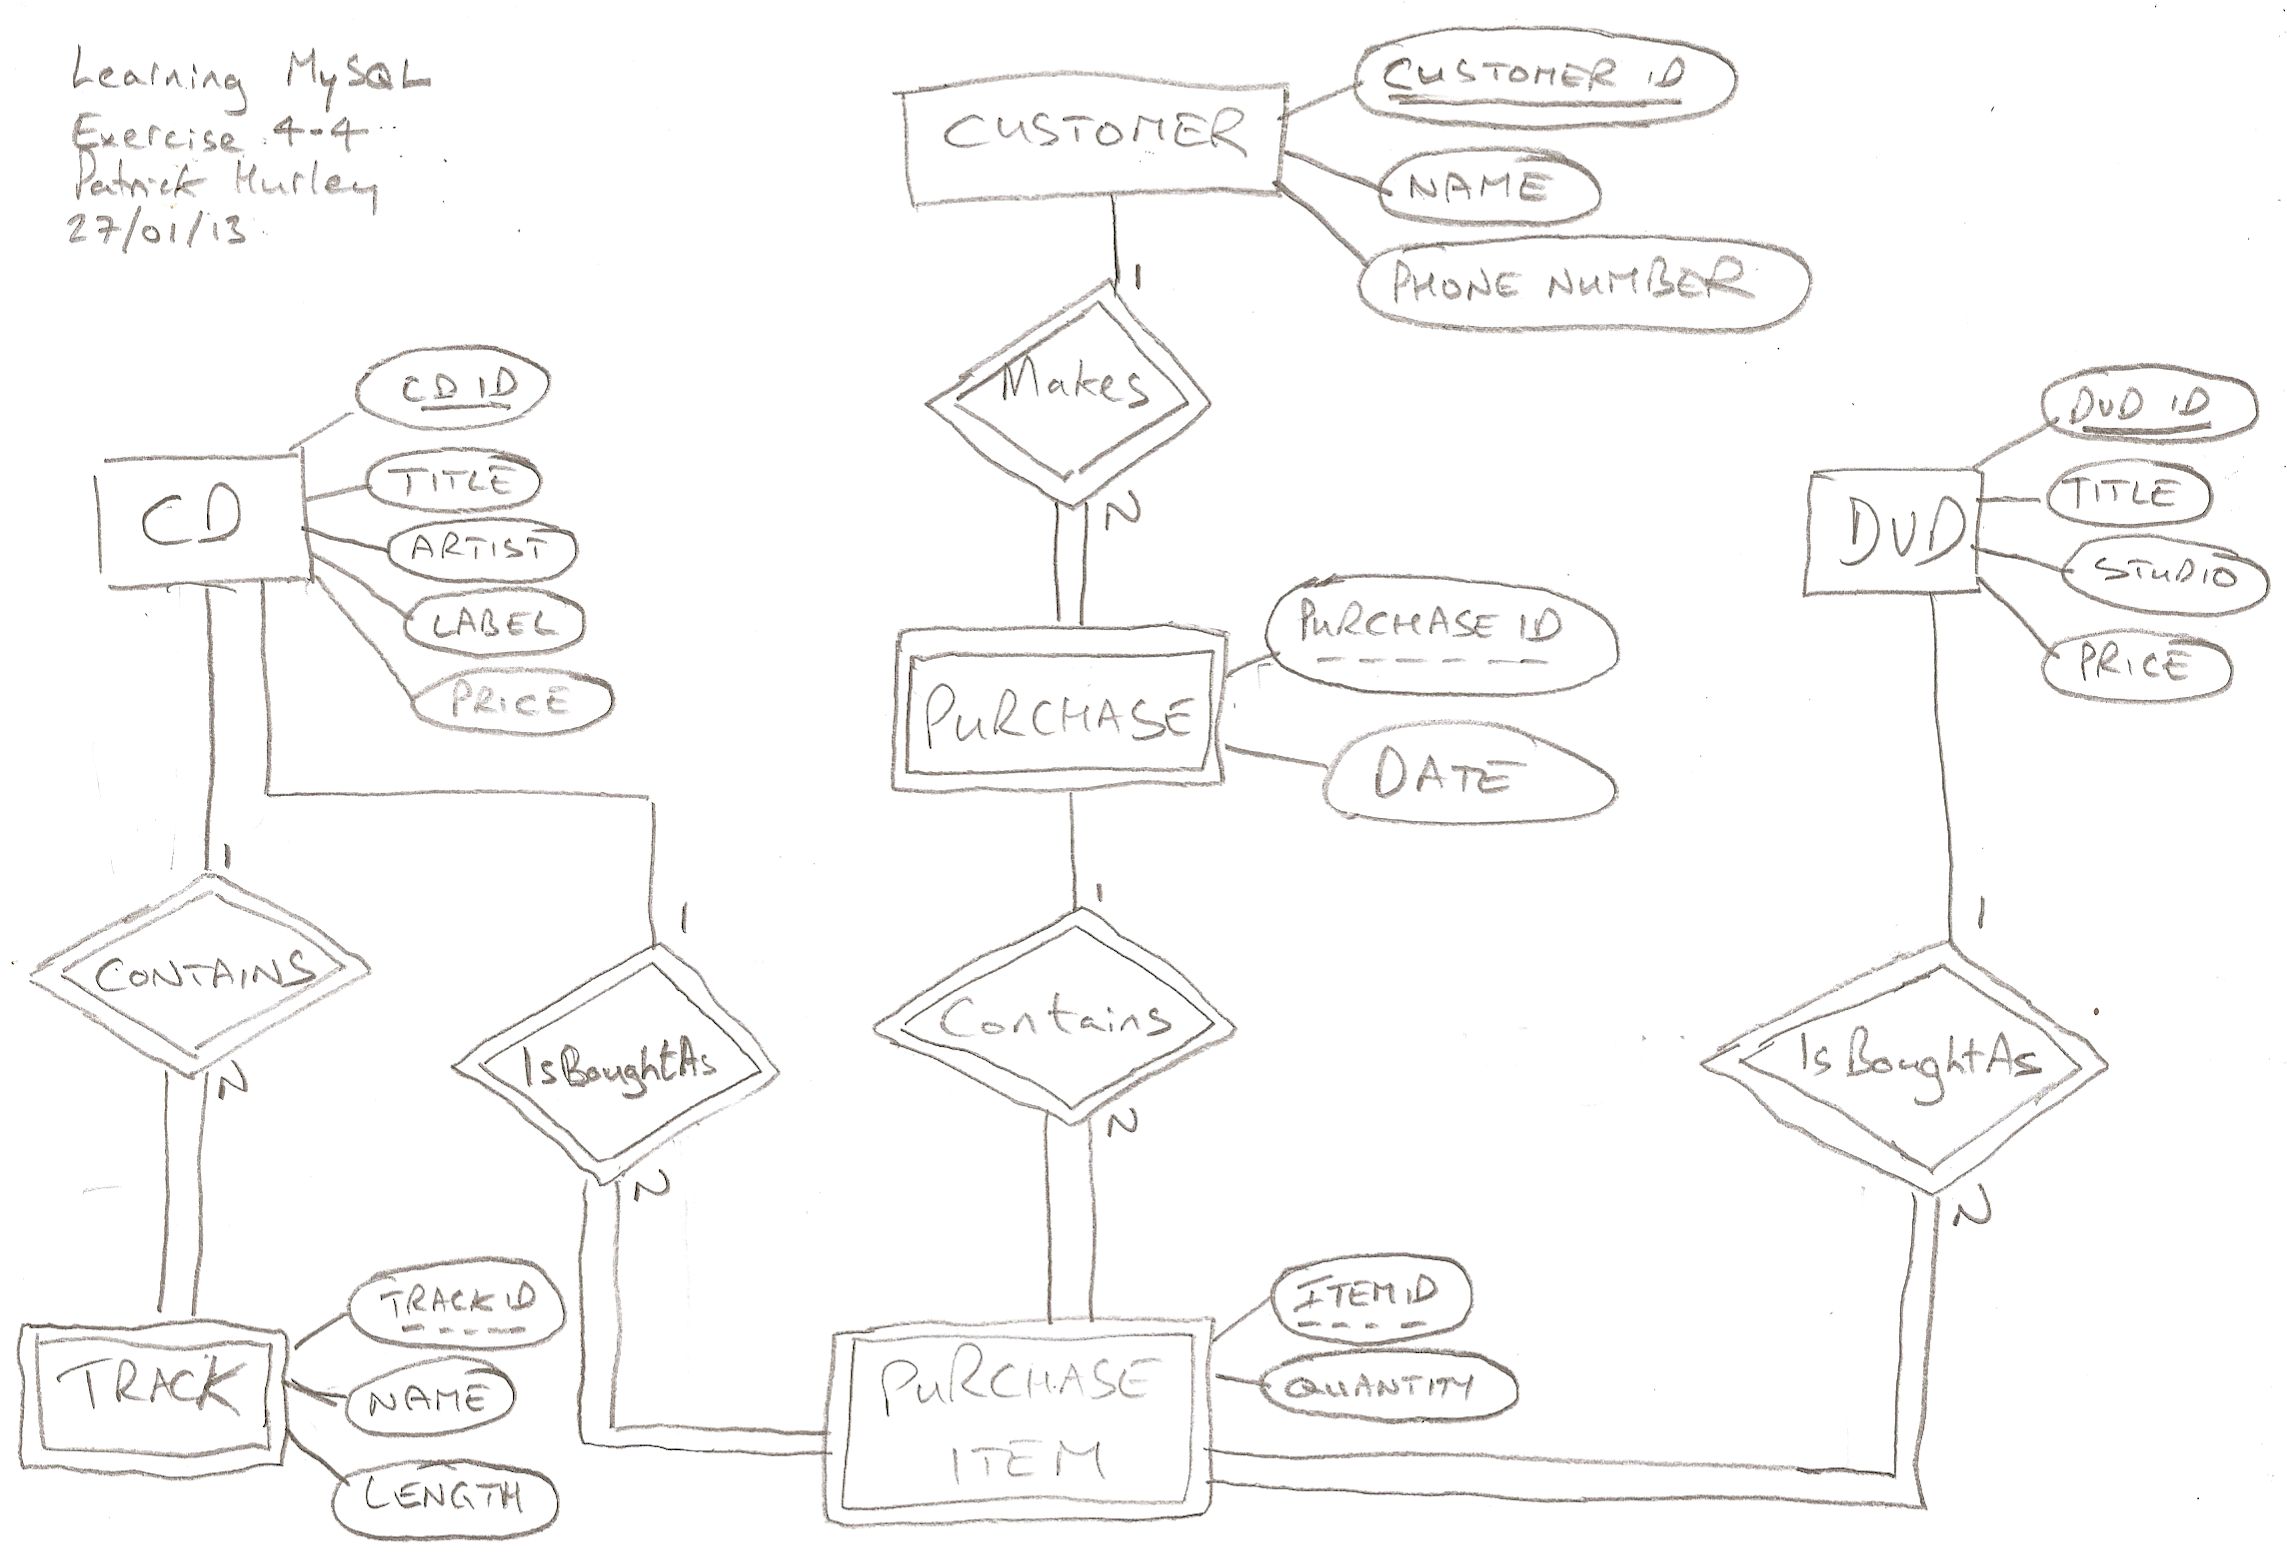 Learning MySQL
Exercise 4-4
Patrick Hurley
27/01/13
CUSTOMER
CUSTOMER ID
NAME
PHONE NUMBER
1
Makes
N
CD
CD ID
TITLE
ARTIST
LABEL
PRICE
DVD
DVD ID
TITLE
STUDIO
PRICE
PURCHASE
PURCHASE ID
DATE
1
CONTAINS
N
1
IsBoughtAs
N
1
Contains
N
1
IsBoughtAs
N
TRACK
TRACK ID
NAME
LENGTH
PURCHASE
ITEM
ITEM ID
QUANTITY